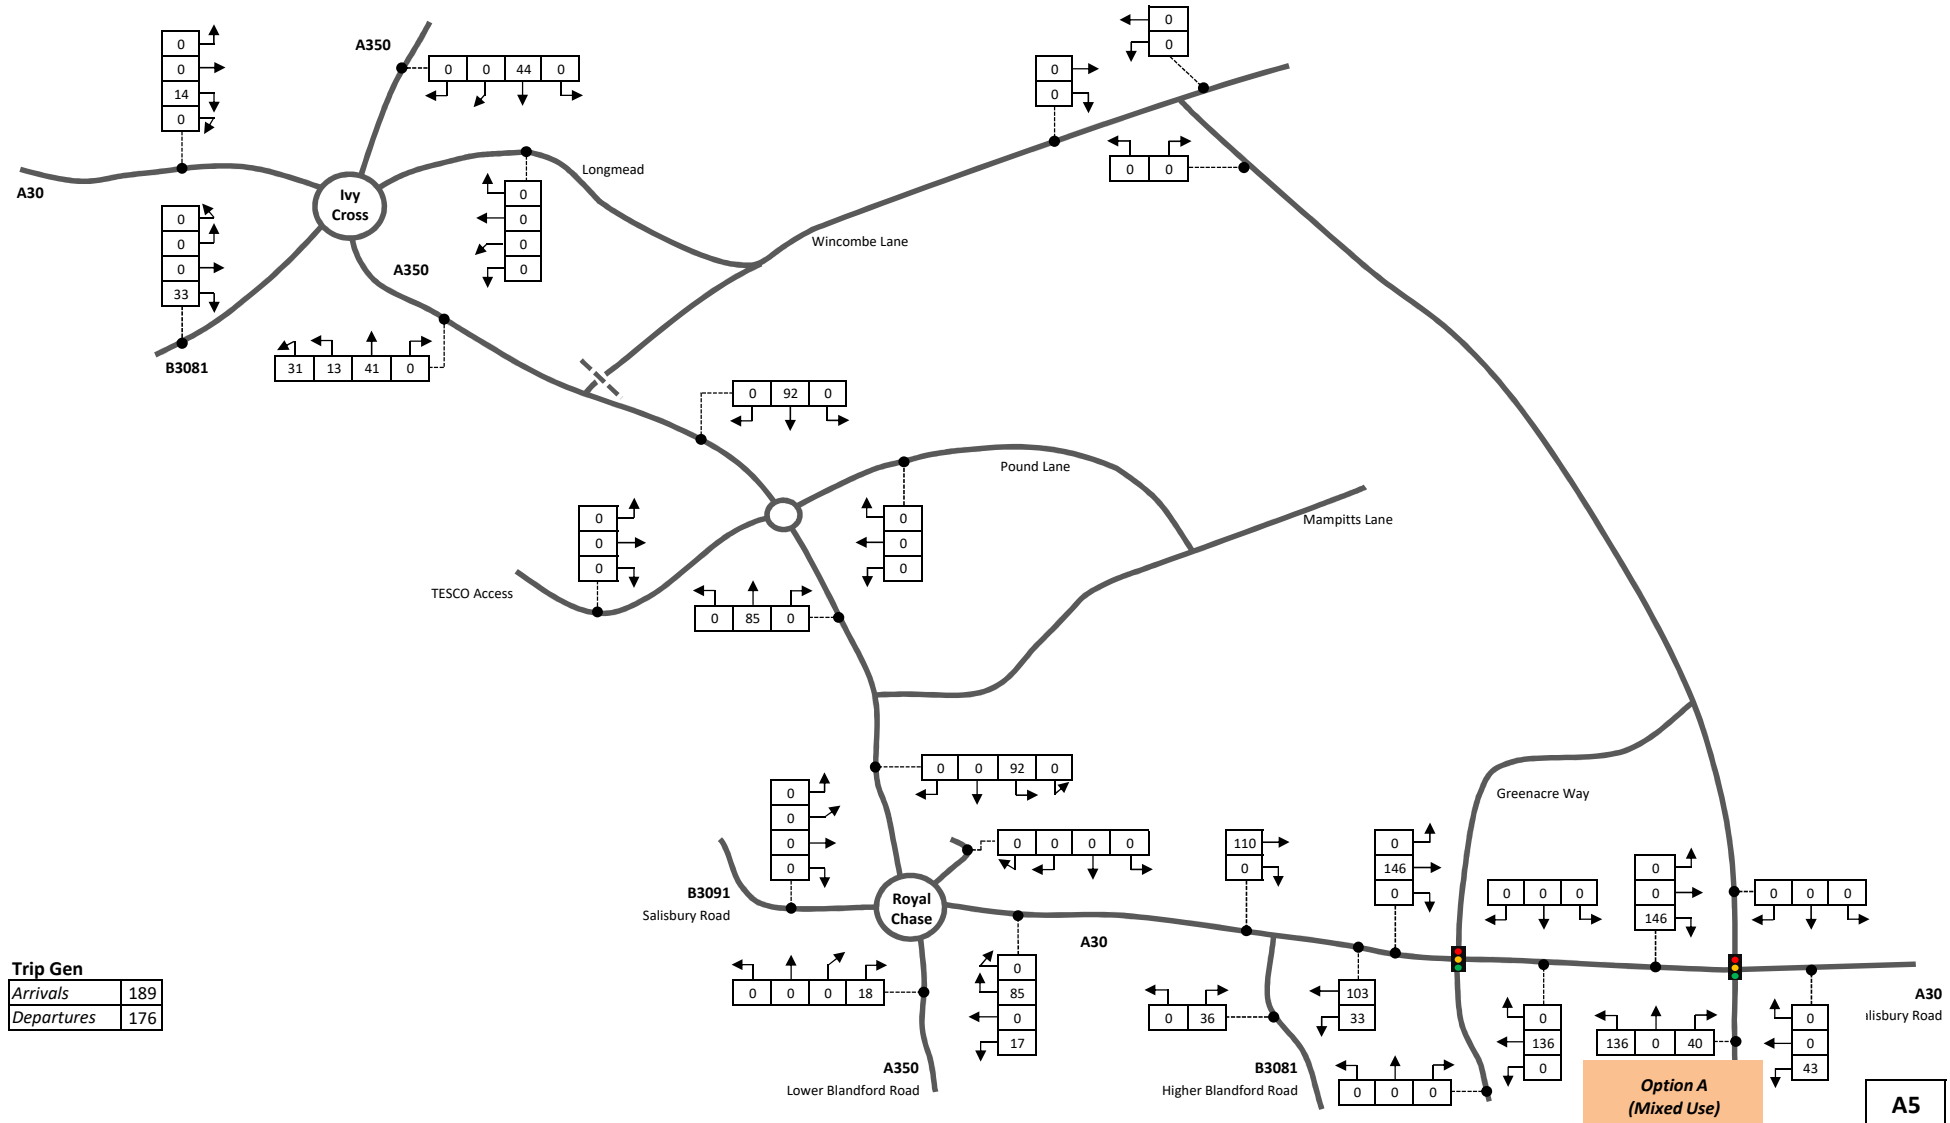 0
0
0
14
0
A350
0 0 44 0
0
0
0
0
0 0
Longmead
A30
Ivy
Cross
0
0
0
33
0
0
0
0
Wincombe Lane
A350
B3081
31 13 41 0
0 92 0
Pound Lane
0
0
0
0
0
0
Mampitts Lane
TESCO Access
0 85 0
0 0 92 0
0
0
0
0
Greenacre Way
0 0 0 0
110
0
0
146
0
B3091
Salisbury Road
Royal
Chase
0 0 0
0
0
146
0 0 0
A30
0 0 0 18
0
85
0
17
0 36
103
33
0
136
0
136 0 40
0
0
43
A30
lisbury Road
Trip Gen
Arrivals 189
Departures 176
A350
Lower Blandford Road
B3081
Higher Blandford Road
0 0 0
Option A
(Mixed Use)
A5